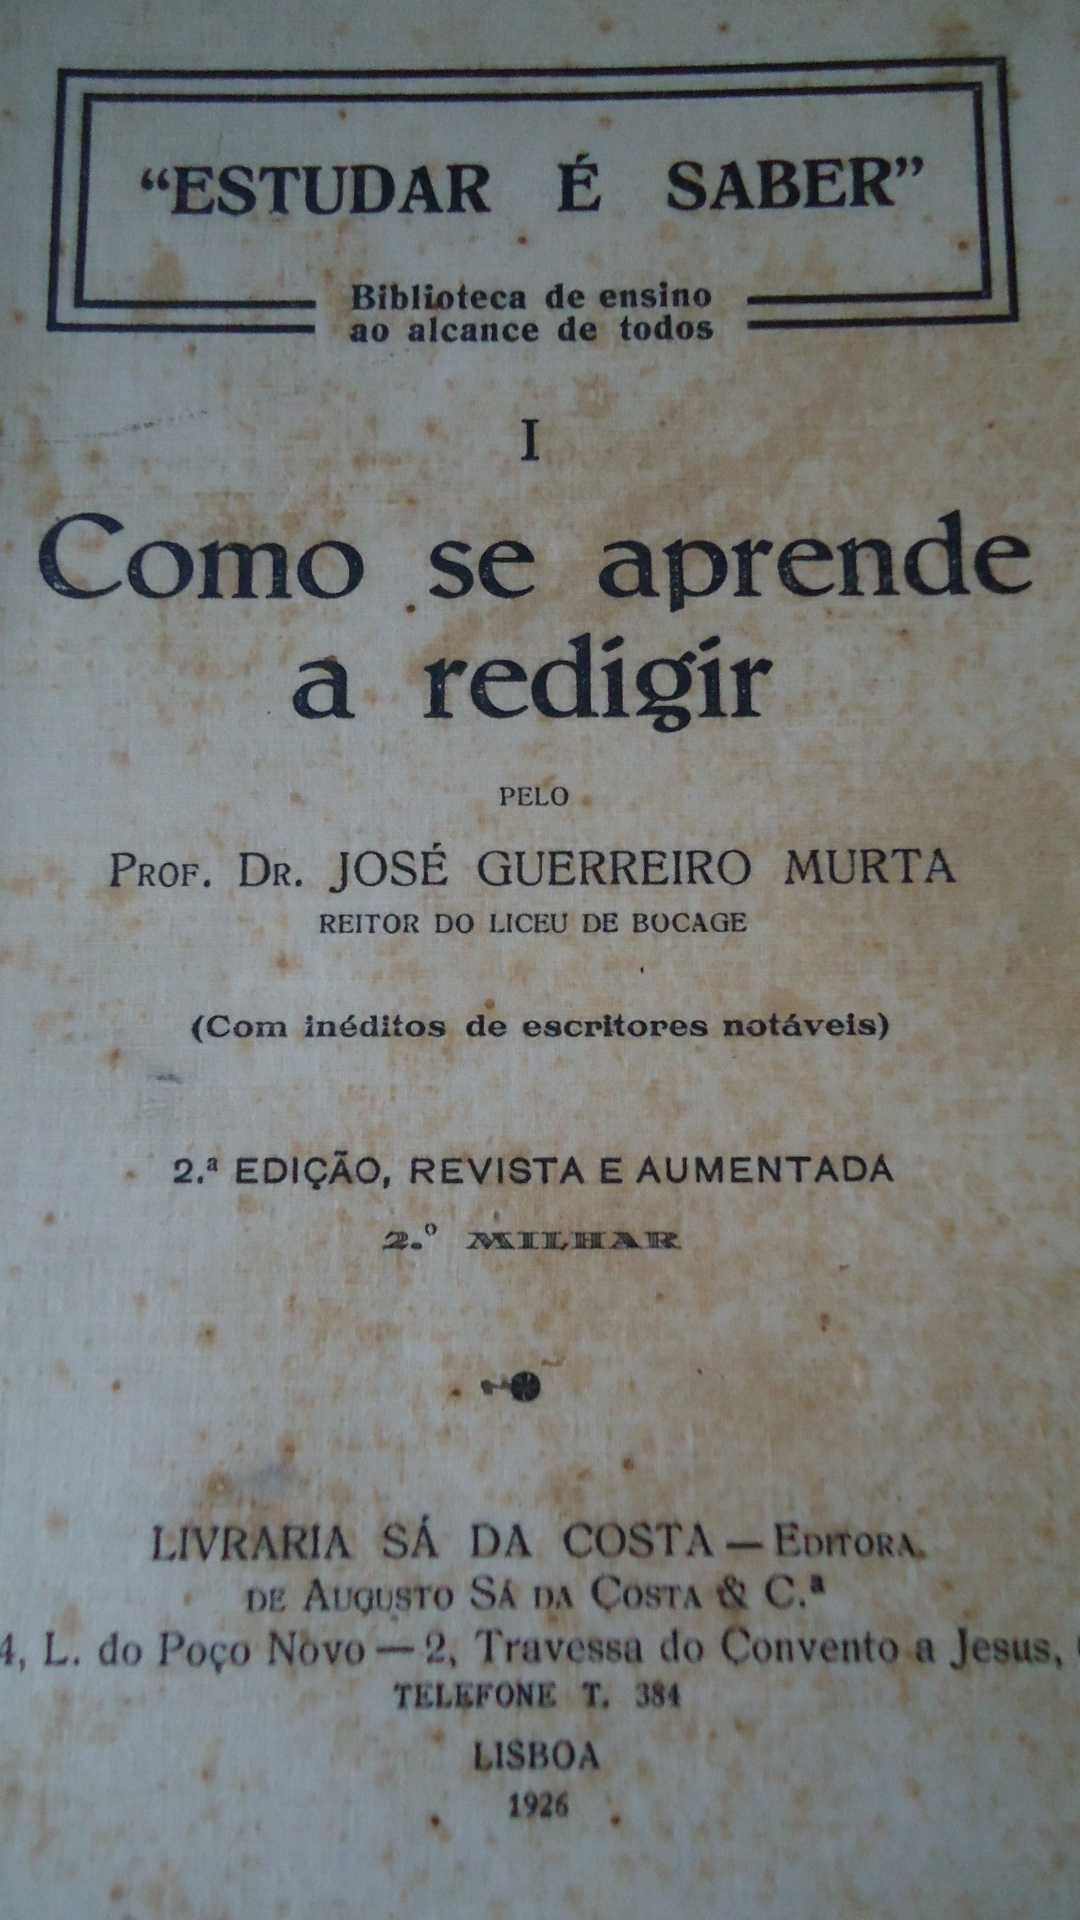 “ESTUDAR É SABER”
Biblioteca de ensino
ao alcance de todos
I
Como se aprende
a redigir
PELO
PROF. DR. JOSÉ GUERREIRO MURTA
REITOR DO LICEU DE BOCAGE
(Com inéditos de escritores notáveis)
2.ª EDIÇÃO, REVISTA E AUMENTADA
2.º MILHAR
LIVRARIA SÁ DA COSTA — EDITORA
DE AUGUSTO SÁ DA COSTA & C.ª
4, L. do Poço Novo — 2, Travessa do Convento a Jesus,
TELEFONE T. 384
LISBOA
1926